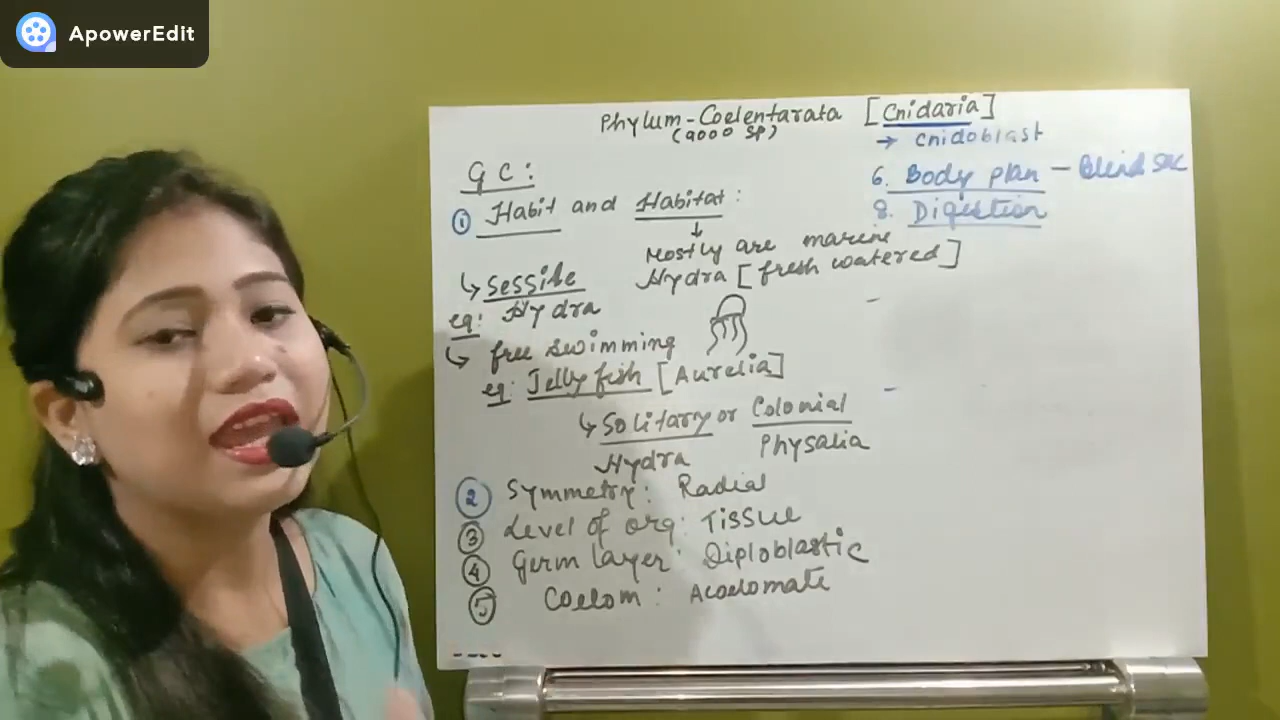 ApowerEdit
Phylum-Coelentarata [Cnidaria]
(9000 SP)
→ cnidoblast
GC:
6. Body plan - Blind sac
8. Digestion
① Habit and Habitat:
↓
Mostly are marine
Hydra [fresh watered]
↳ Sessile
eg: Hydra
↳ free swimming
eg: Jelly fish [Aurelia]
↳ Solitary or Colonial
Hydra Physalia
② Symmetry: Radial
③ Level of org: Tissue
④ Germ layer: Diploblastic
⑤ Coelom: Acoelomate